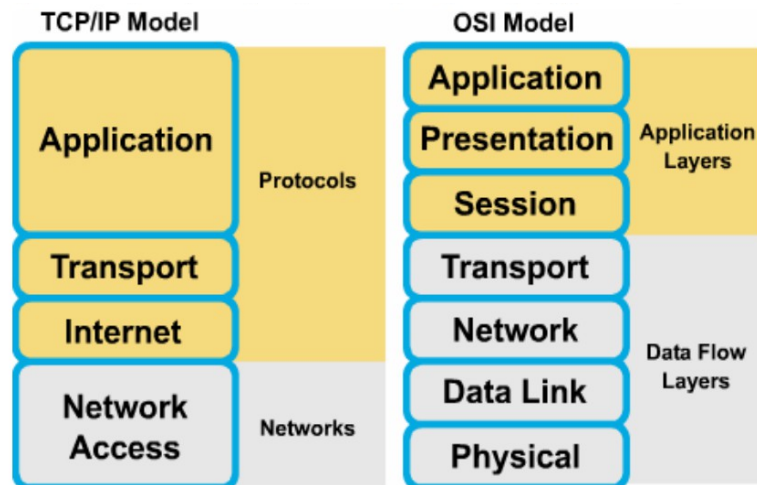 TCP/IP Model
Application
Transport
Internet
Network
Access
Protocols
Networks
OSI Model
Application
Presentation
Session
Transport
Network
Data Link
Physical
Application
Layers
Data Flow
Layers